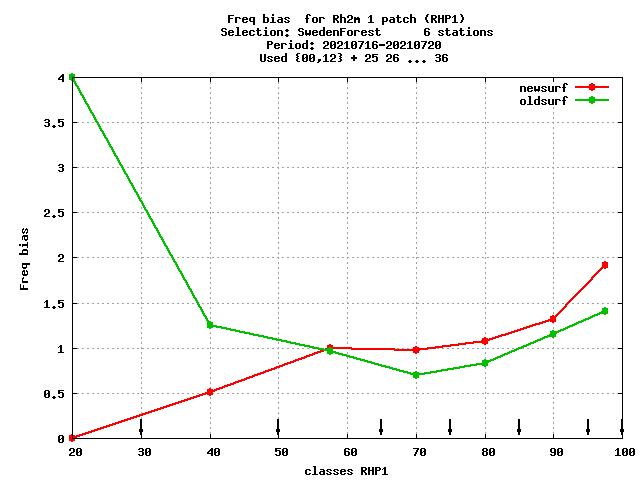 Freq bias  for Rh2m 1 patch (RHP1)
Selection: SwedenForest      6 stations
Period: 20210716-20210720
Used {00,12} + 25 26 ... 36
newsurf
oldsurf
4
3.5
3
2.5
2
1.5
1
0.5
0
Freq bias
20 30 40 50 60 70 80 90 100
classes RHP1